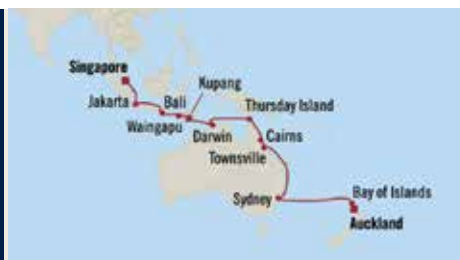 Singapore
Kupang
Jakarta
Bali
Thursday Island
Waingapu
Darwin
Cairns
Townsville
Sydney
Bay of Islands
Auckland